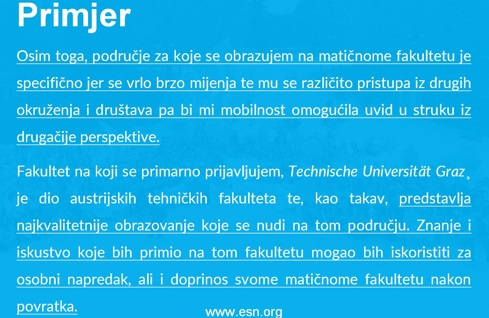 Primjer
Osim toga, područje za koje se obrazujem na matičnome fakultetu je
specifično jer se vrlo brzo mijenja te mu se različito pristupa iz drugih
okruženja i društava pa bi mi mobilnost omogućila uvid u struku iz
drugačije perspektive.
Fakultet na koji se primarno prijavljujem, Technische Universität Graz,
je dio austrijskih tehničkih fakulteta te, kao takav, predstavlja
najkvalitetnije obrazovanje koje se nudi na tom području. Znanje i
iskustvo koje bih primio na tom fakultetu mogao bih iskoristiti za
osobni napredak, ali i doprinos svome matičnome fakultetu nakon
povratka.
www.esn.org